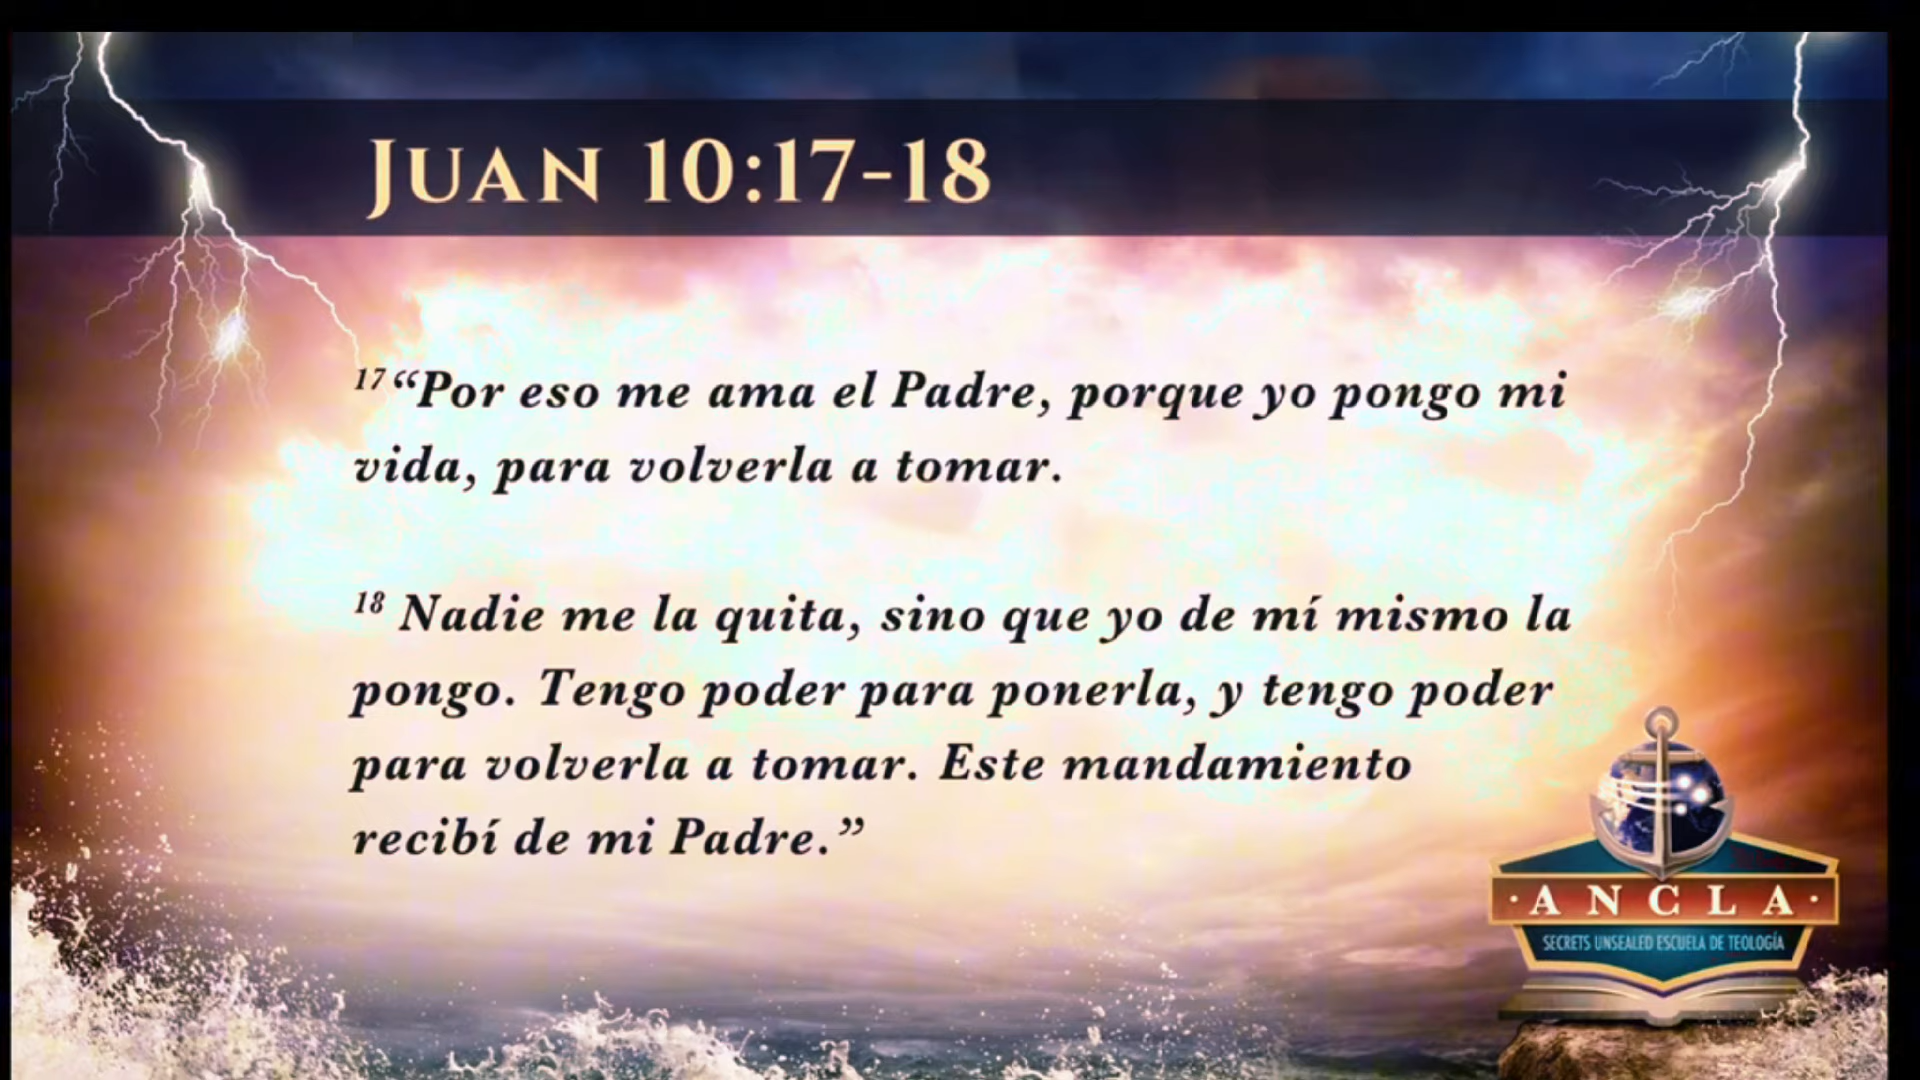 JUAN 10:17-18
17 “Por eso me ama el Padre, porque yo pongo mi
vida, para volverla a tomar.
18 Nadie me la quita, sino que yo de mí mismo la
pongo. Tengo poder para ponerla, y tengo poder
para volverla a tomar. Este mandamiento
recibí de mi Padre.”
·ANCLA·
SECRETS UNSEALED ESCUELA DE TEOLOGÍA